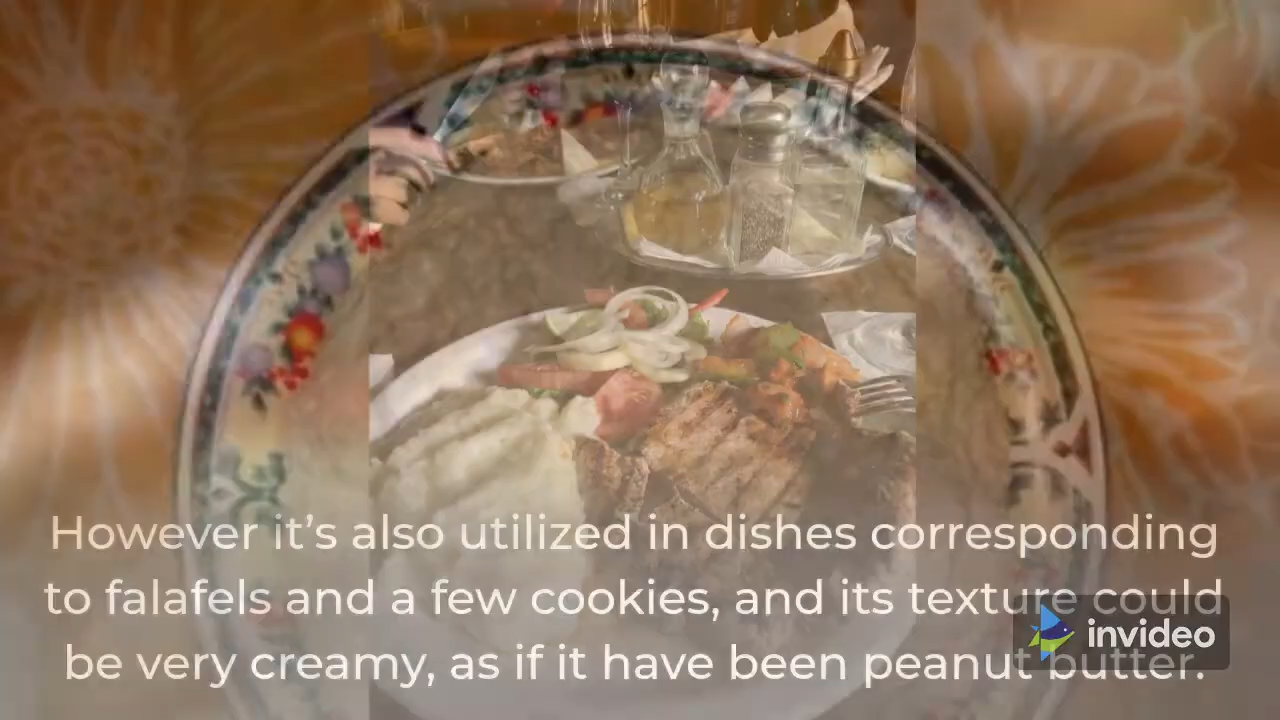 However it’s also utilized in dishes corresponding
to falafels and a few cookies, and its texture could
be very creamy, as if it have been peanut butter.
invideo